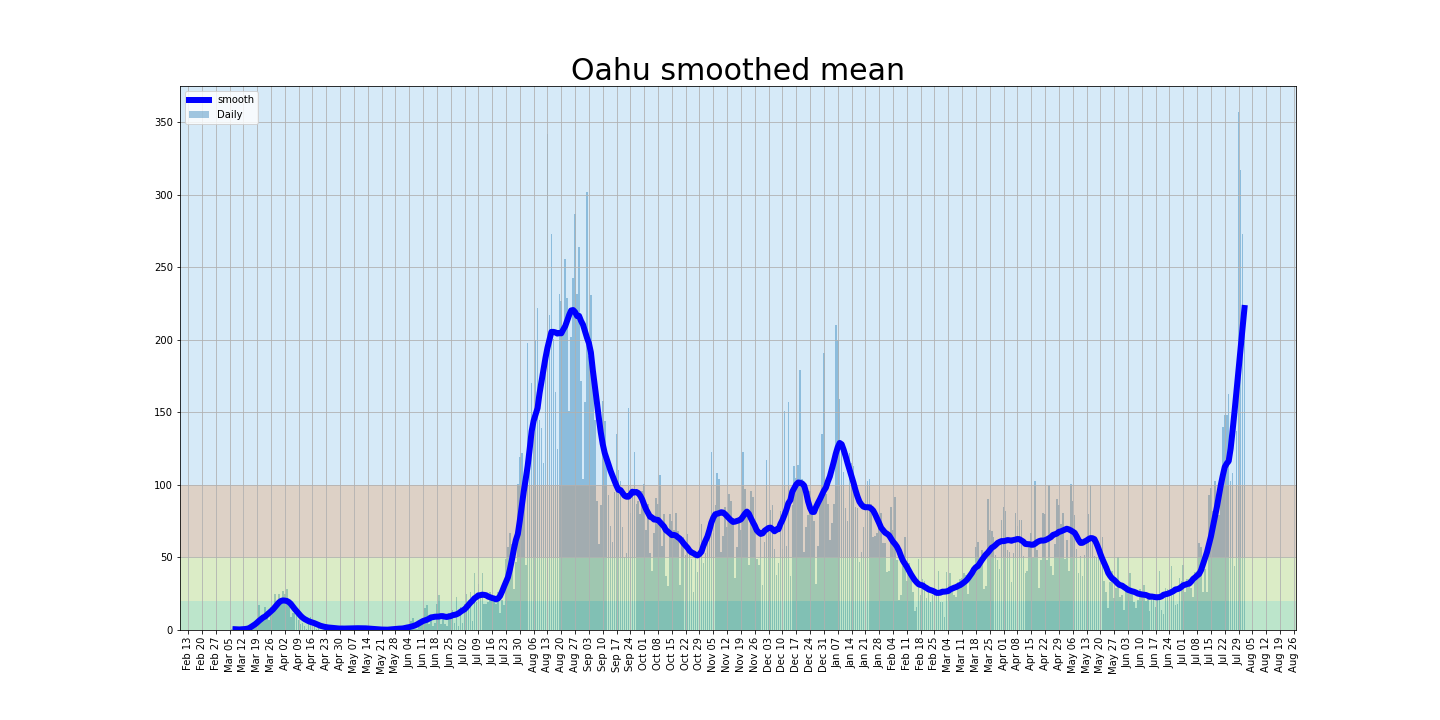 Oahu smoothed mean
smooth
Daily
350
300
250
200
150
100
50
0
Feb 13
Feb 20
Feb 27
Mar 05
Mar 12
Mar 19
Mar 26
Apr 02
Apr 09
Apr 16
Apr 23
Apr 30
May 07
May 14
May 21
May 28
Jun 04
Jun 11
Jun 18
Jun 25
Jul 02
Jul 09
Jul 16
Jul 23
Jul 30
Aug 06
Aug 13
Aug 20
Aug 27
Sep 03
Sep 10
Sep 17
Sep 24
Oct 01
Oct 08
Oct 15
Oct 22
Oct 29
Nov 05
Nov 12
Nov 19
Nov 26
Dec 03
Dec 10
Dec 17
Dec 24
Dec 31
Jan 07
Jan 14
Jan 21
Jan 28
Feb 04
Feb 11
Feb 18
Feb 25
Mar 04
Mar 11
Mar 18
Mar 25
Apr 01
Apr 08
Apr 15
Apr 22
Apr 29
May 06
May 13
May 20
May 27
Jun 03
Jun 10
Jun 17
Jun 24
Jul 01
Jul 08
Jul 15
Jul 22
Jul 29
Aug 05
Aug 12
Aug 19
Aug 26